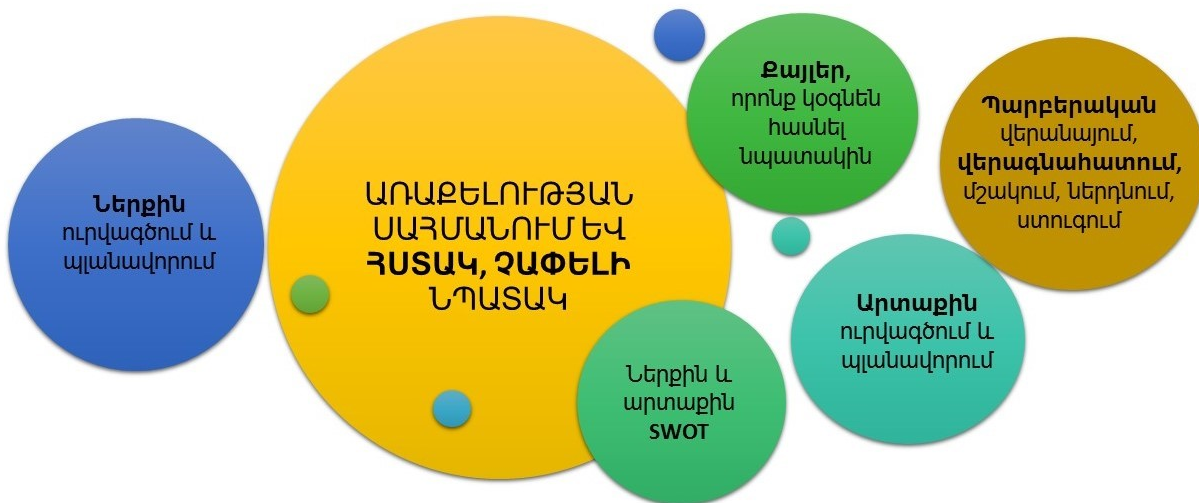 Ներքին
ուրվագծում և
պլանավորում
ԱՌԱՔԵԼՈՒԹՅԱՆ
ՍԱՀՄԱՆՈՒՄ ԵՎ
ՀՍՏԱԿ, ՉԱՓԵԼԻ
ՆՊԱՏԱԿ
Ներքին և
արտաքին
SWOT
Քայլեր,
որոնք կօգնեն
հասնել
նպատակին
Արտաքին
ուրվագծում և
պլանավորում
Պարբերական
վերանայում,
վերագնահատում,
մշակում, ներդնում,
ստուգում